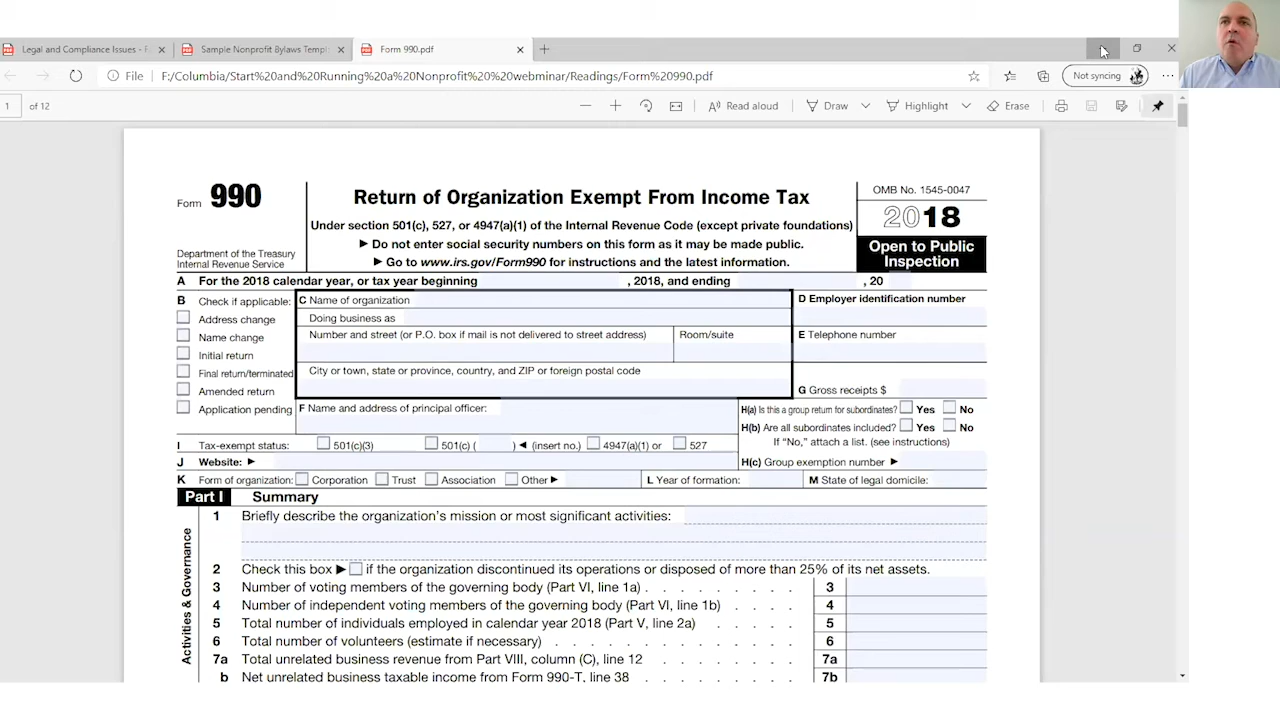 Legal and Compliance Issues - F
Sample Nonprofit Bylaws Templ
Form 990.pdf
File F:/Columbia/Start%20and%20Running%20a%20Nonprofit%20%20webminar/Readings/Form%20990.pdf
Not syncing
1 of 12
Read aloud
Draw
Highlight
Erase
Form 990
Department of the Treasury
Internal Revenue Service
Return of Organization Exempt From Income Tax
Under section 501(c), 527, or 4947(a)(1) of the Internal Revenue Code (except private foundations)
▶ Do not enter social security numbers on this form as it may be made public.
▶ Go to www.irs.gov/Form990 for instructions and the latest information.
OMB No. 1545-0047
2018
Open to Public
Inspection
A For the 2018 calendar year, or tax year beginning , 2018, and ending , 20
B Check if applicable:
Address change
Name change
Initial return
Final return/terminated
Amended return
Application pending
C Name of organization
Doing business as
Number and street (or P.O. box if mail is not delivered to street address)
Room/suite
City or town, state or province, country, and ZIP or foreign postal code
D Employer identification number
E Telephone number
G Gross receipts $
F Name and address of principal officer:
H(a) Is this a group return for subordinates? Yes No
H(b) Are all subordinates included? Yes No
If “No,” attach a list. (see instructions)
H(c) Group exemption number ▶
I Tax-exempt status: 501(c)(3) 501(c) ( ) ◀ (insert no.) 4947(a)(1) or 527
J Website: ▶
K Form of organization: Corporation Trust Association Other ▶
L Year of formation:
M State of legal domicile:
Part I Summary
Activities & Governance
1 Briefly describe the organization’s mission or most significant activities:
2 Check this box ▶ if the organization discontinued its operations or disposed of more than 25% of its net assets.
3 Number of voting members of the governing body (Part VI, line 1a) . . . . . . . . . 3
4 Number of independent voting members of the governing body (Part VI, line 1b) . . . . 4
5 Total number of individuals employed in calendar year 2018 (Part V, line 2a) . . . . . 5
6 Total number of volunteers (estimate if necessary) . . . . . . . . . . . . . . 6
7a Total unrelated business revenue from Part VIII, column (C), line 12 . . . . . . . . 7a
b Net unrelated business taxable income from Form 990-T, line 38 . . . . . . . . . 7b